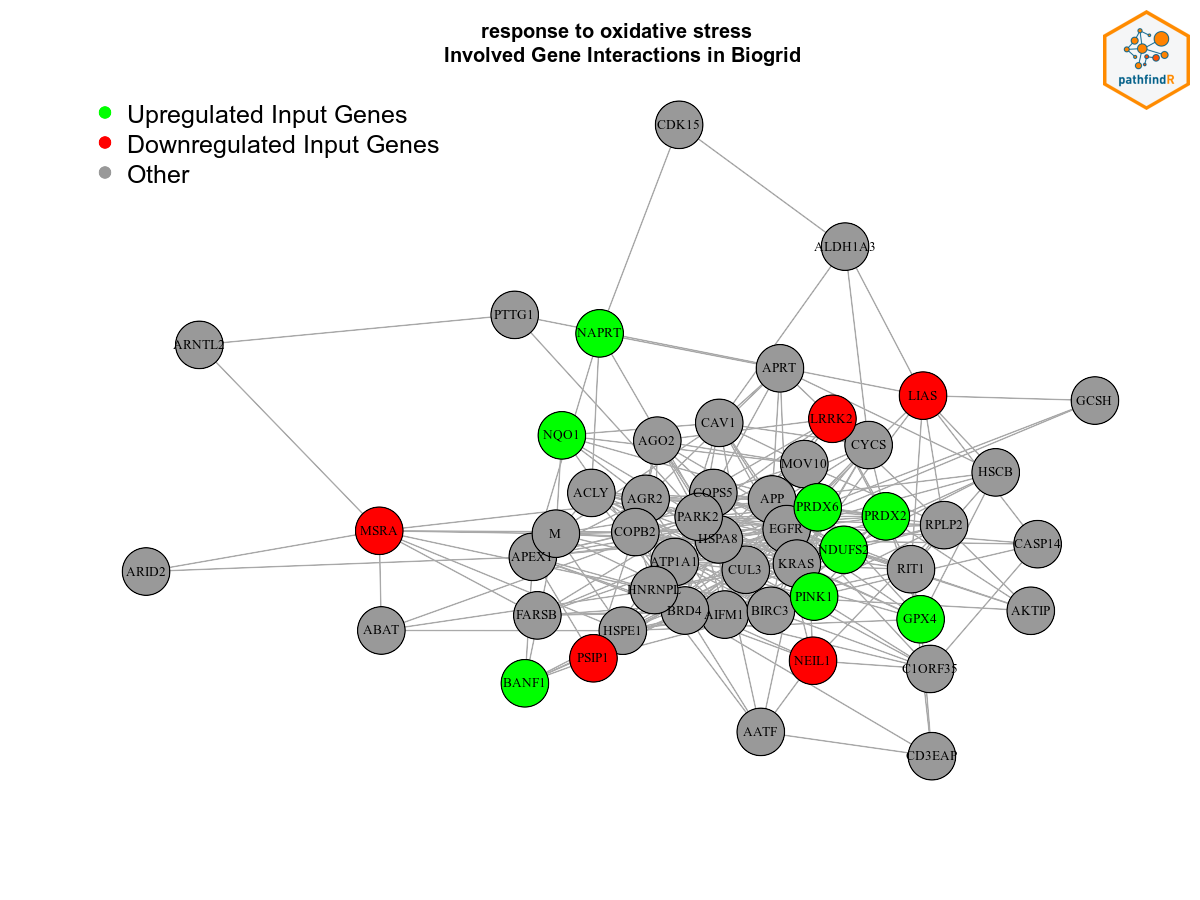 response to oxidative stress
Involved Gene Interactions in Biogrid
pathfindR
Upregulated Input Genes
Downregulated Input Genes
Other
CDK15
ALDH1A3
PTTG1
NAPRT
ARNTL2
APRT
LIAS
GCSH
LRRK2
CAV1
NQO1
AGO2
CYCS
MOV10
HSCB
ACLY
AGR2
COPS5
APP
PRDX6
PARK2
PRDX2
RPLP2
MSRA
M
COPB2
EGFR
HSPA8
NDUFS2
CASP14
APEX1
ATP1A1
KRAS
CUL3
RIT1
ARID2
HNRNPL
PINK1
BRD4
AIFM1
BIRC3
AKTIP
FARSB
GPX4
ABAT
HSPE1
PSIP1
NEIL1
C1ORF35
BANF1
AATF
CD3EAP